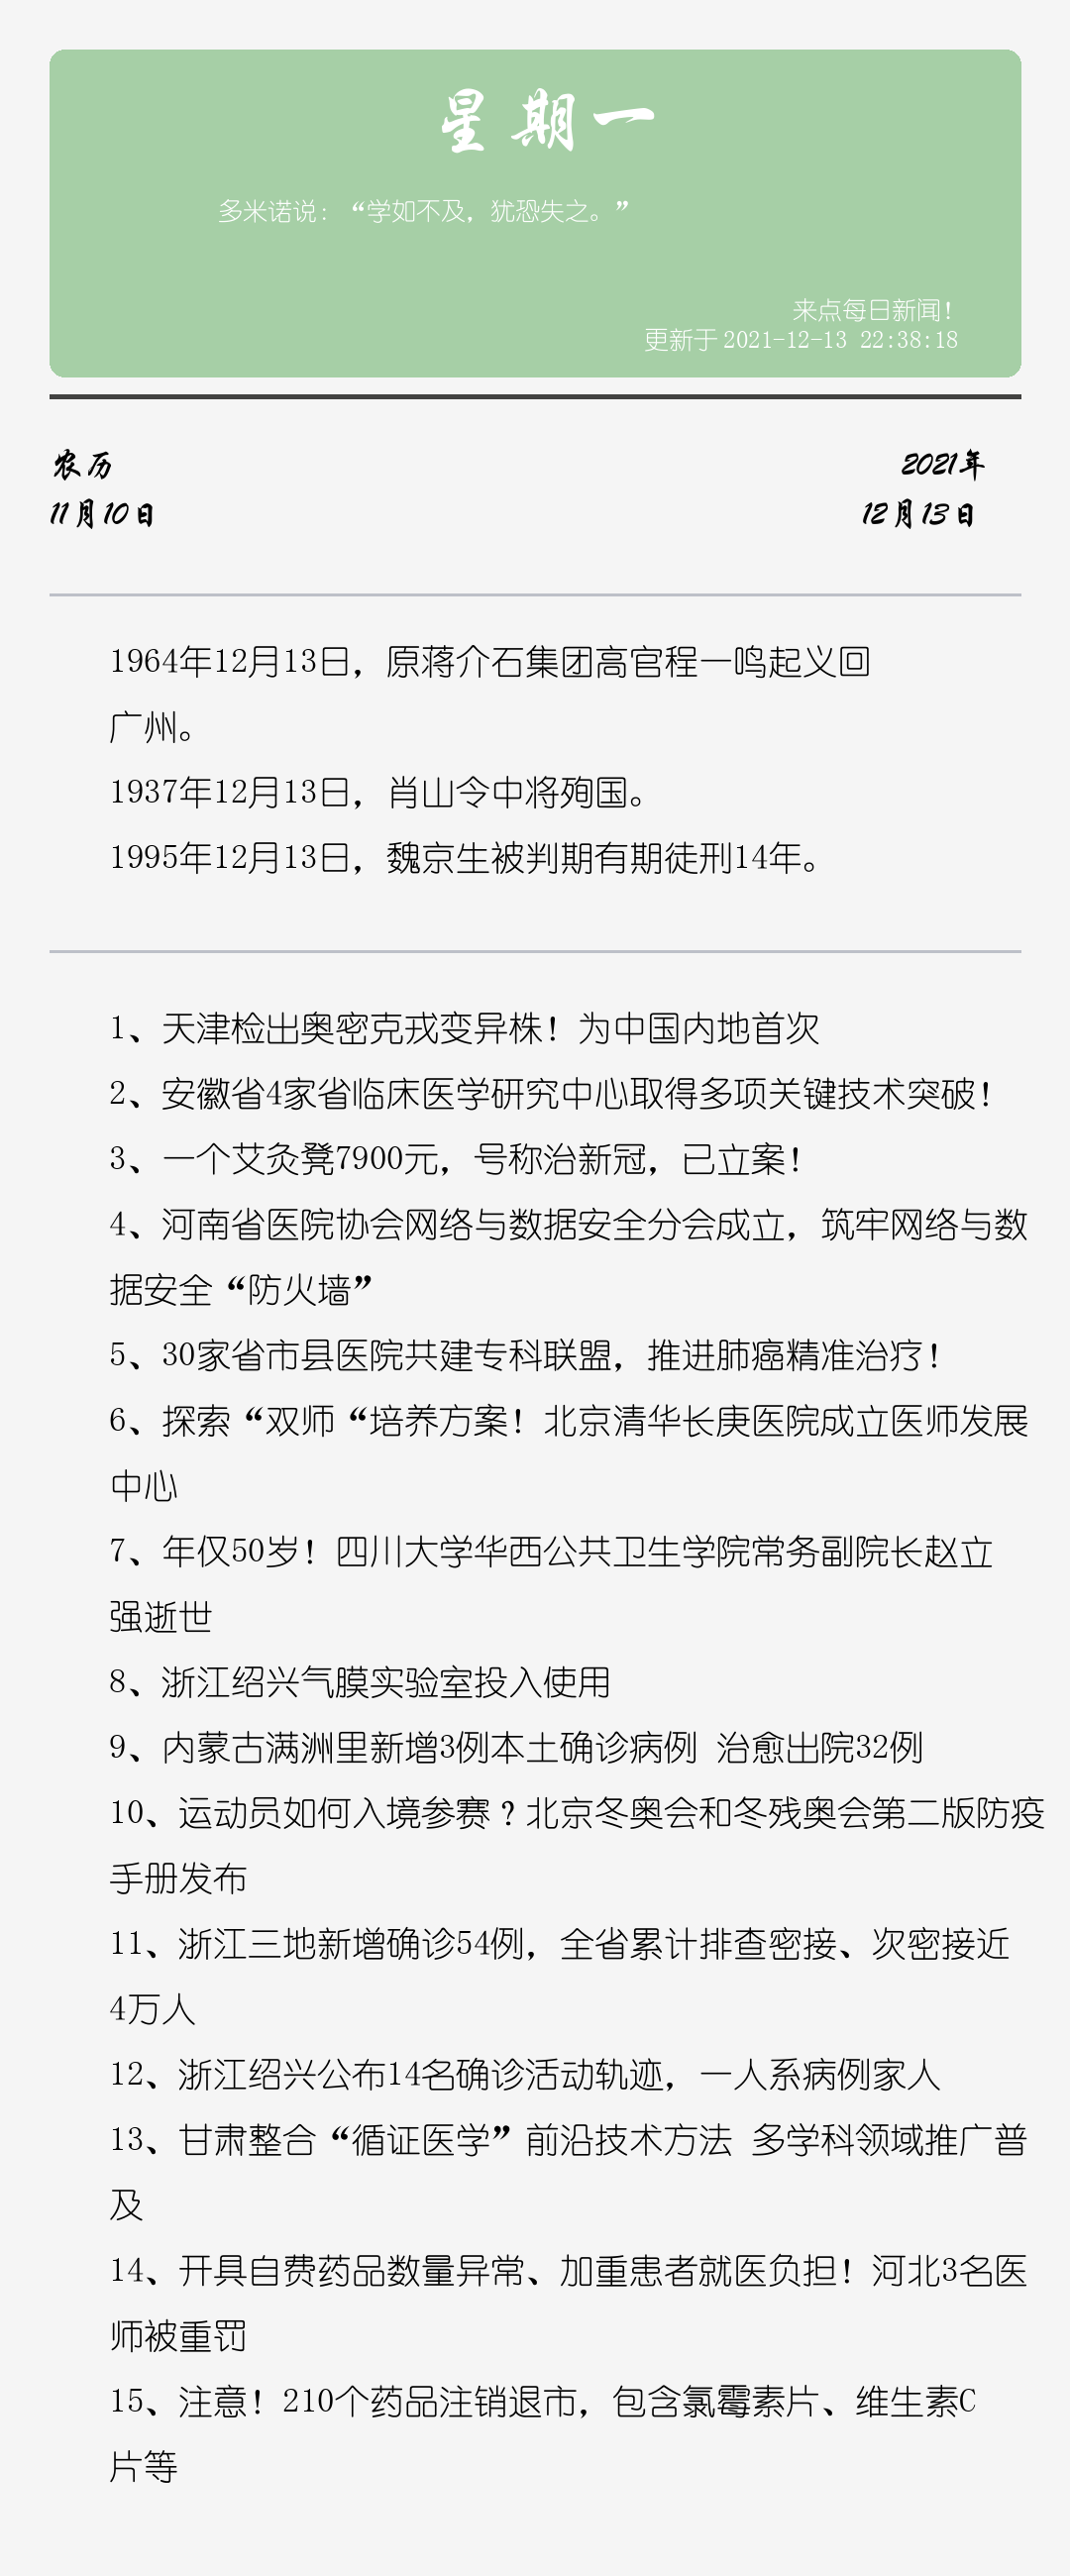 星期一
多米诺说：“学如不及，犹恐失之。”
来点每日新闻！
更新于 2021-12-13 22:38:18
农历
2021年
11月10日
12月13日
1964年12月13日，原蒋介石集团高官程一鸣起义回
广州。
1937年12月13日，肖山令中将殉国。
1995年12月13日，魏京生被判期有期徒刑14年。
1、天津检出奥密克戎变异株！为中国内地首次
2、安徽省4家省临床医学研究中心取得多项关键技术突破！
3、一个艾灸凳7900元，号称治新冠，已立案！
4、河南省医院协会网络与数据安全分会成立，筑牢网络与数
据安全“防火墙”
5、30家省市县医院共建专科联盟，推进肺癌精准治疗！
6、探索“双师“培养方案！北京清华长庚医院成立医师发展
中心
7、年仅50岁！四川大学华西公共卫生学院常务副院长赵立
强逝世
8、浙江绍兴气膜实验室投入使用
9、内蒙古满洲里新增3例本土确诊病例 治愈出院32例
10、运动员如何入境参赛？北京冬奥会和冬残奥会第二版防疫
手册发布
11、浙江三地新增确诊54例，全省累计排查密接、次密接近
4万人
12、浙江绍兴公布14名确诊活动轨迹，一人系病例家人
13、甘肃整合“循证医学”前沿技术方法 多学科领域推广普
及
14、开具自费药品数量异常、加重患者就医负担！河北3名医
师被重罚
15、注意！210个药品注销退市，包含氯霉素片、维生素C
片等